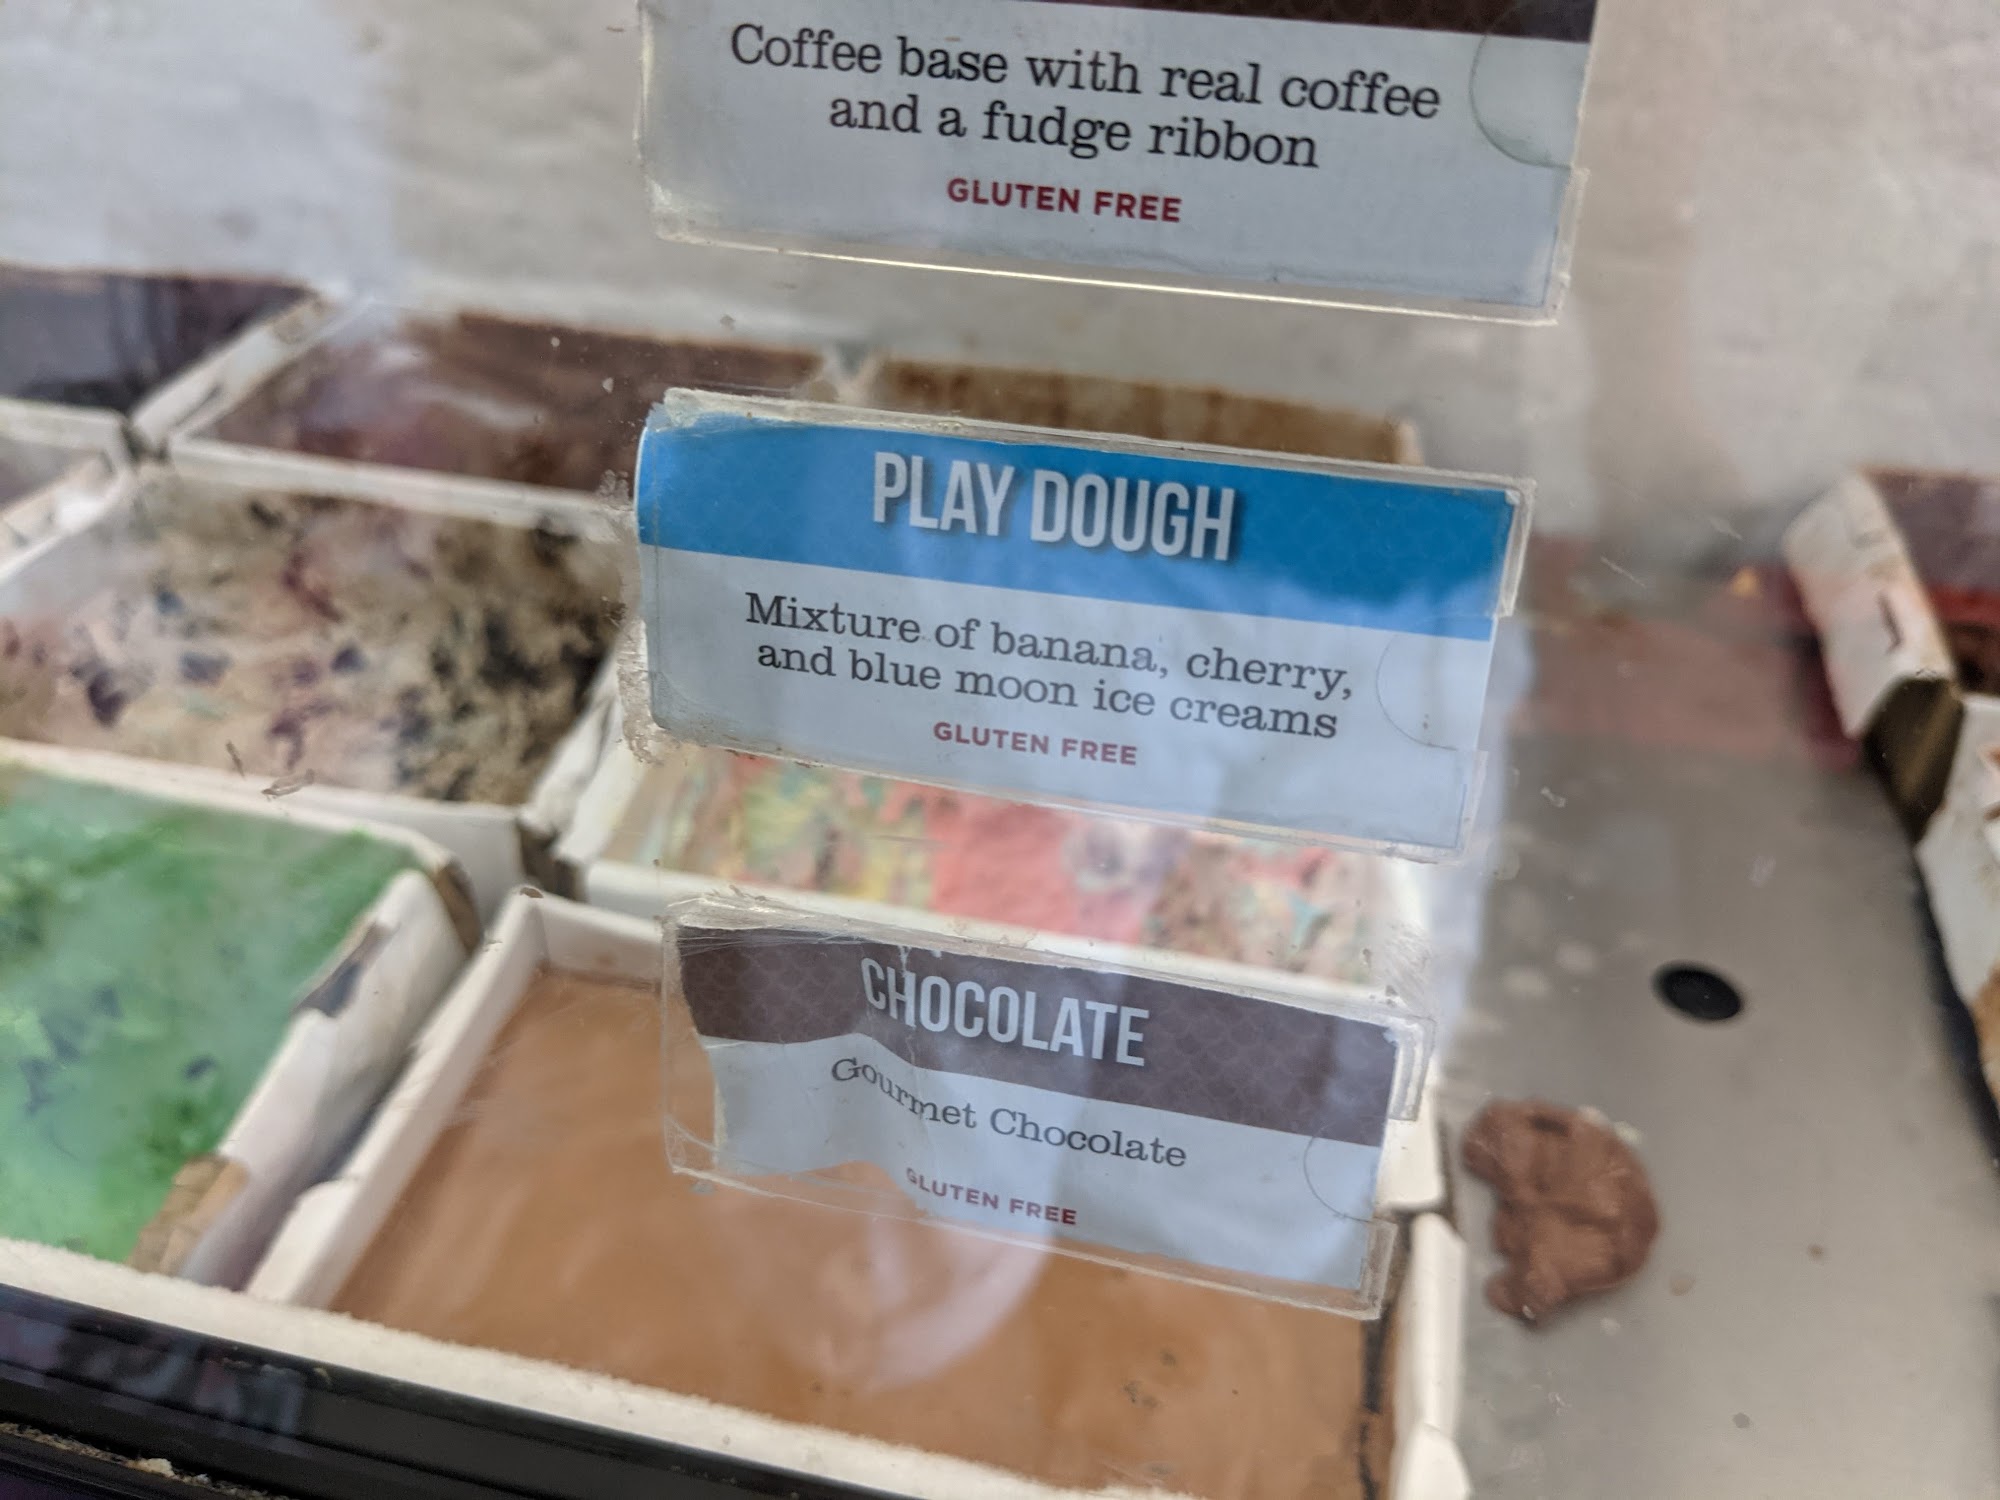 Coffee base with real coffee
and a fudge ribbon
GLUTEN FREE
PLAY DOUGH
Mixture of banana, cherry,
and blue moon ice creams
GLUTEN FREE
CHOCOLATE
Gourmet Chocolate
GLUTEN FREE